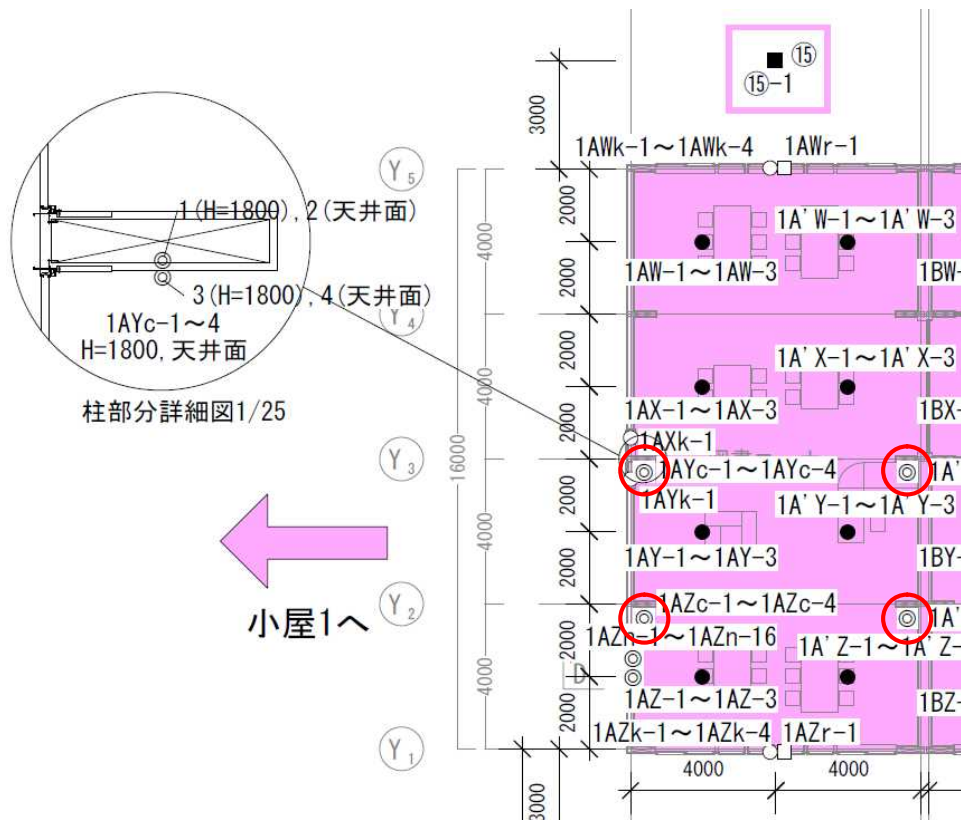 ⑮
⑮-1
3000
1AWk-1～1AWk-4
1AWr-1
Y5
1(H=1800),2(天井面)
2000
4000
1A'W-1～1A'W-3
3(H=1800),4(天井面)
1AW-1～1AW-3
1BW-
2000
1AYc-1～4
Y4
H=1800,天井面
2000
1A'X-1～1A'X-3
4000
柱部分詳細図1/25
1AX-1～1AX-3
1BX-
2000
1AXk-1
Y3
16000
1AYc-1～1AYc-4
1A'
1AYk-1
1A'Y-1～1A'Y-3
2000
4000
1AY-1～1AY-3
1BY-
2000
小屋1へ
Y2
1AZc-1～1AZc-4
1A'
1AZn-1～1AZn-16
1A'Z-1～1A'Z-
2000
4000
D
1AZ-1～1AZ-3
1BZ-
2000
1AZk-1～1AZk-4
1AZr-1
Y1
4000
4000
3000